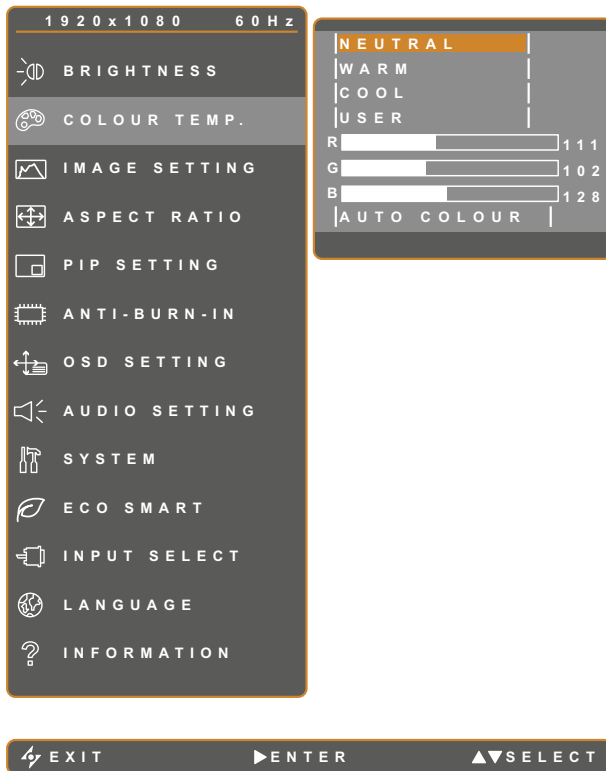 1920x1080 60Hz
BRIGHTNESS
COLOUR TEMP.
IMAGE SETTING
ASPECT RATIO
PIP SETTING
ANTI-BURN-IN
OSD SETTING
AUDIO SETTING
SYSTEM
ECO SMART
INPUT SELECT
LANGUAGE
INFORMATION
NEUTRAL
WARM
COOL
USER
R 111
G 102
B 128
AUTO COLOUR
EXIT ▶ENTER ▲▼SELECT